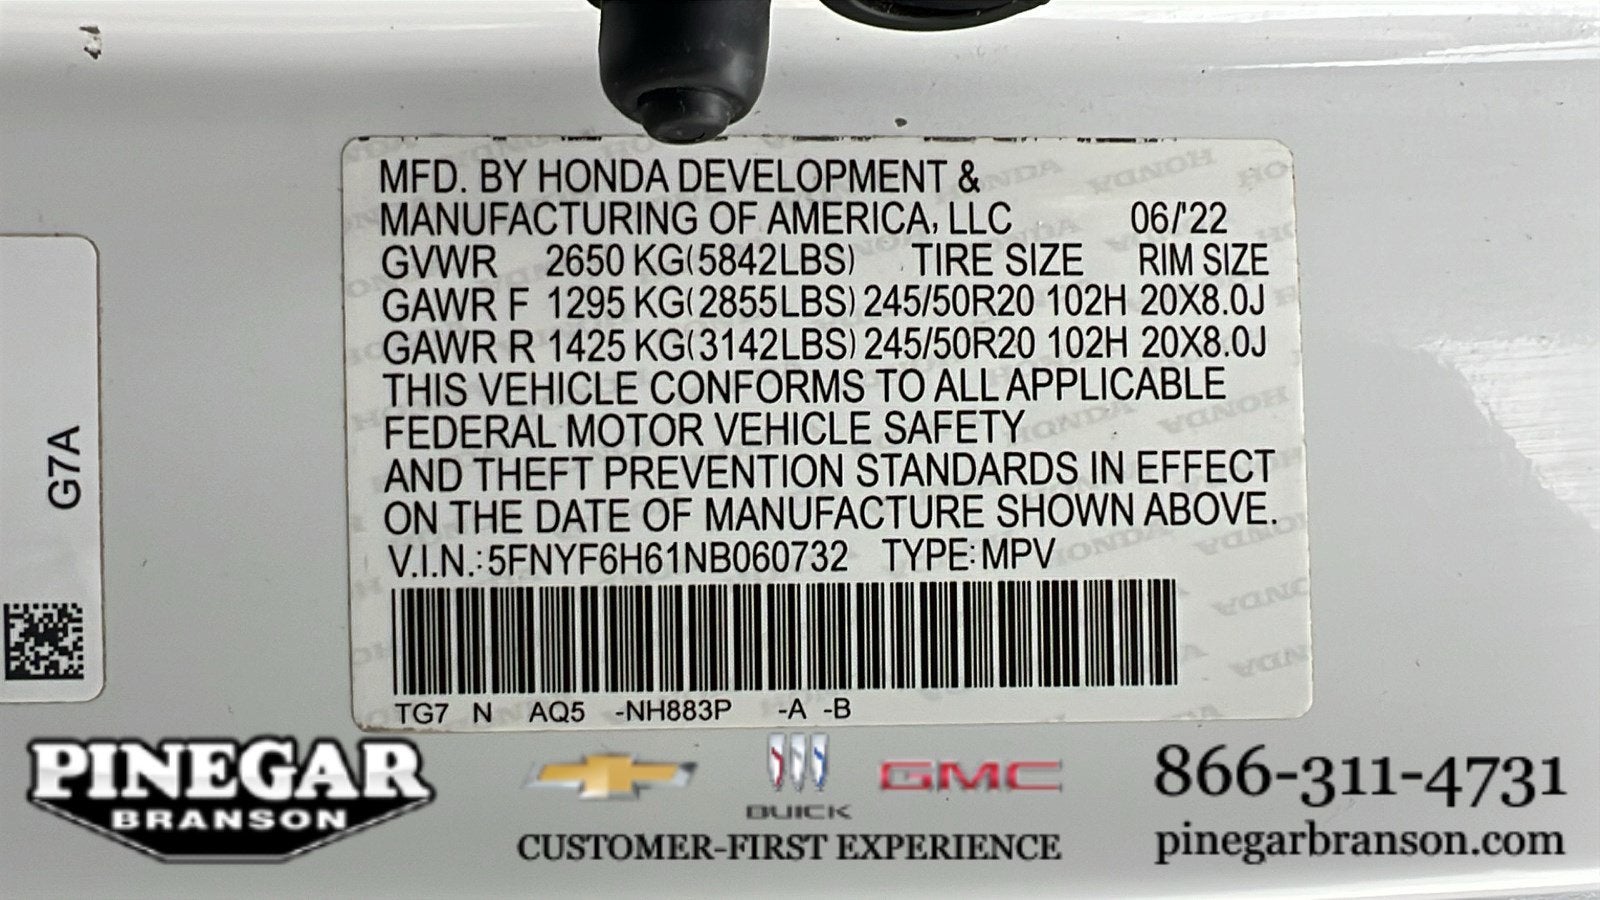 MFD. BY HONDA DEVELOPMENT &
MANUFACTURING OF AMERICA, LLC 06/'22
GVWR 2650 KG(5842LBS) TIRE SIZE RIM SIZE
GAWR F 1295 KG(2855LBS) 245/50R20 102H 20X8.0J
GAWR R 1425 KG(3142LBS) 245/50R20 102H 20X8.0J
THIS VEHICLE CONFORMS TO ALL APPLICABLE
FEDERAL MOTOR VEHICLE SAFETY
AND THEFT PREVENTION STANDARDS IN EFFECT
ON THE DATE OF MANUFACTURE SHOWN ABOVE.
V.I.N.: 5FNYF6H61NB060732 TYPE: MPV
TG7 N AQ5 -NH883P -A -B
G7A
PINEGAR
BRANSON
BUICK
GMC
CUSTOMER-FIRST EXPERIENCE
866-311-4731
pinegarbranson.com